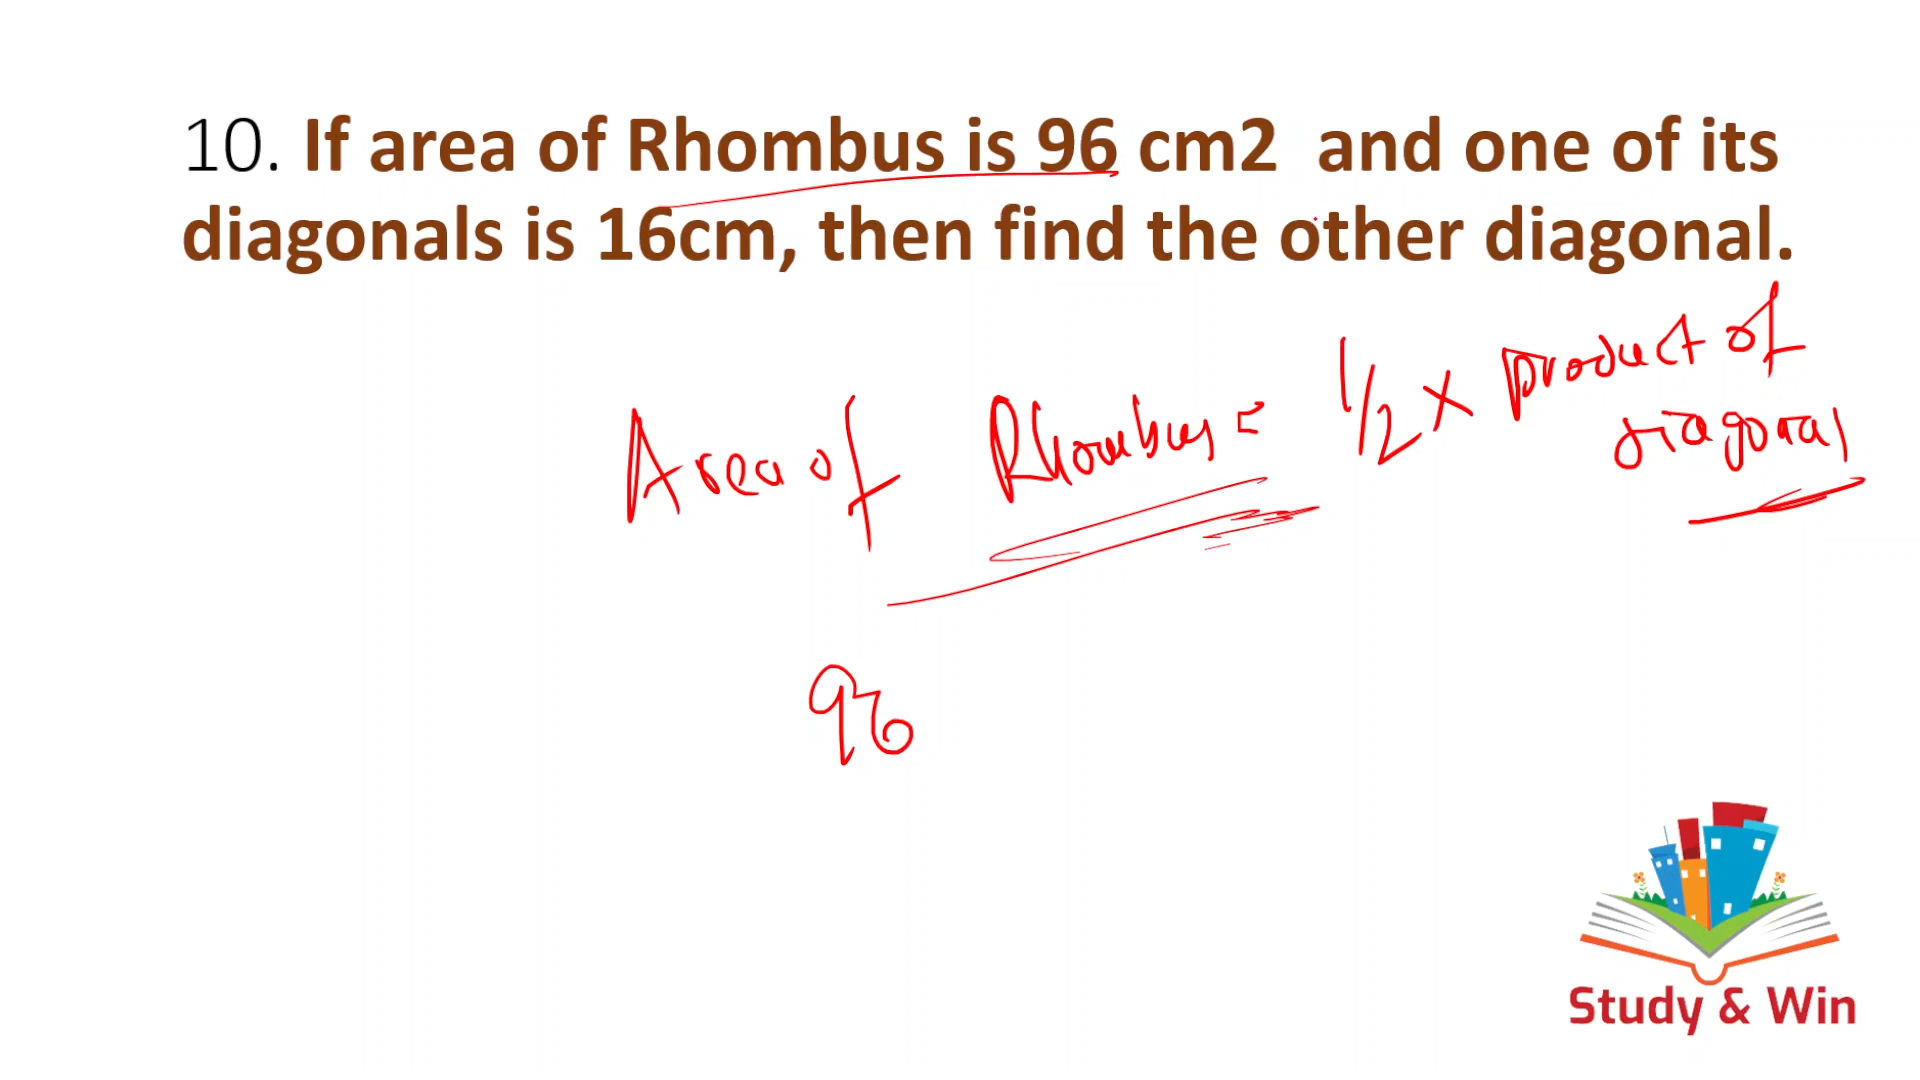 10. If area of Rhombus is 96 cm2 and one of its
diagonals is 16cm, then find the other diagonal.
Area of Rhombus = 1/2 × product of
diagonal
96
Study & Win